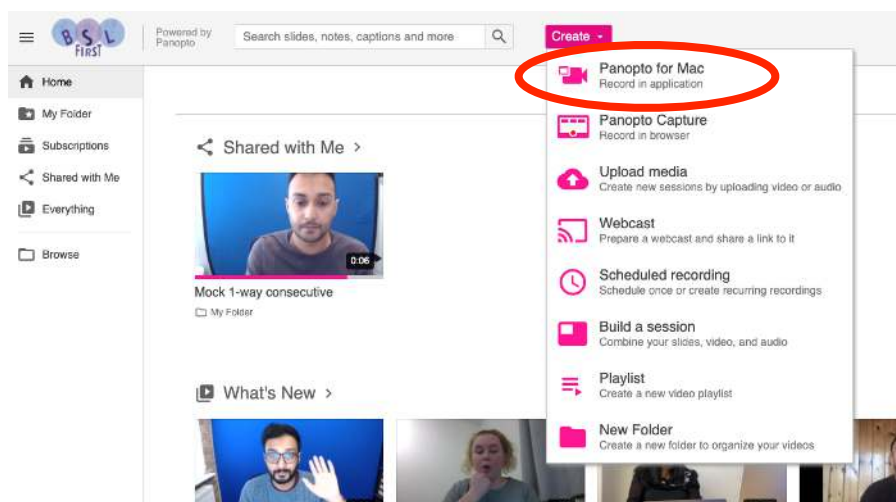 BSL
FIRST
Powered by
Panopto
Search slides, notes, captions and more
Create
Home
My Folder
Subscriptions
Shared with Me
Everything
Browse
Shared with Me >
0:06
Mock 1-way consecutive
My Folder
What's New >
Panopto for Mac
Record in application
Panopto Capture
Record in browser
Upload media
Create new sessions by uploading video or audio
Webcast
Prepare a webcast and share a link to it
Scheduled recording
Schedule once or create recurring recordings
Build a session
Combine your slides, video, and audio
Playlist
Create a new video playlist
New Folder
Create a new folder to organize your videos